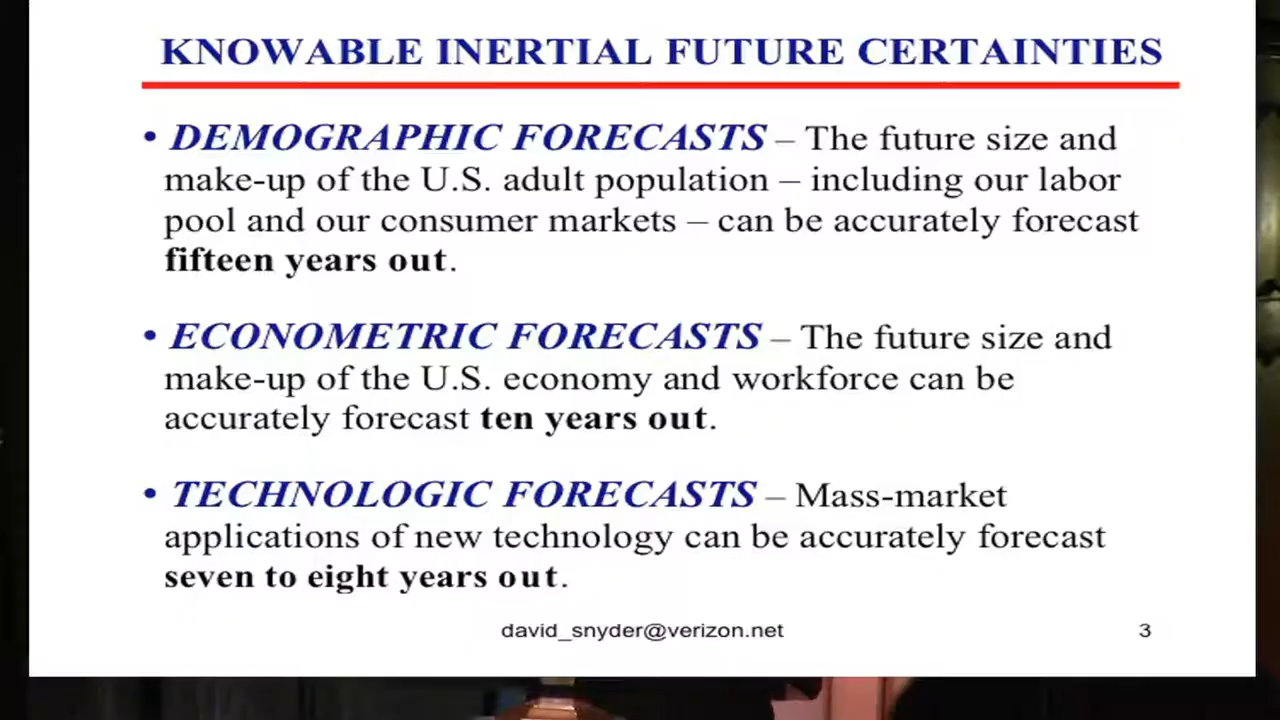 KNOWABLE INERTIAL FUTURE CERTAINTIES
• DEMOGRAPHIC FORECASTS – The future size and
make-up of the U.S. adult population – including our labor
pool and our consumer markets – can be accurately forecast
fifteen years out.
• ECONOMETRIC FORECASTS – The future size and
make-up of the U.S. economy and workforce can be
accurately forecast ten years out.
• TECHNOLOGIC FORECASTS – Mass-market
applications of new technology can be accurately forecast
seven to eight years out.
david_snyder@verizon.net
3